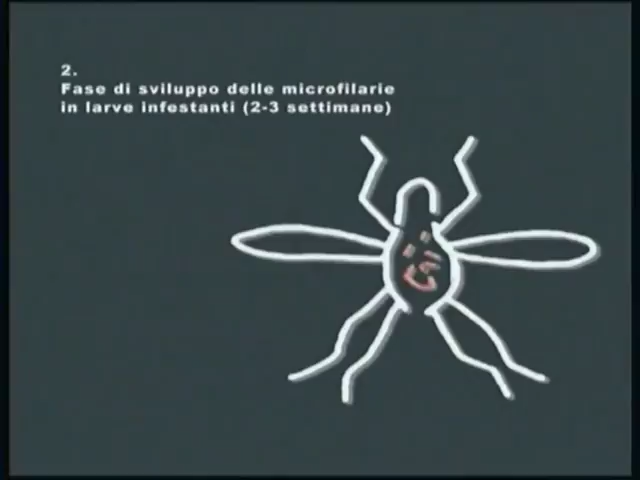 2.
Fase di sviluppo delle microfilarie
in larve infestanti (2-3 settimane)